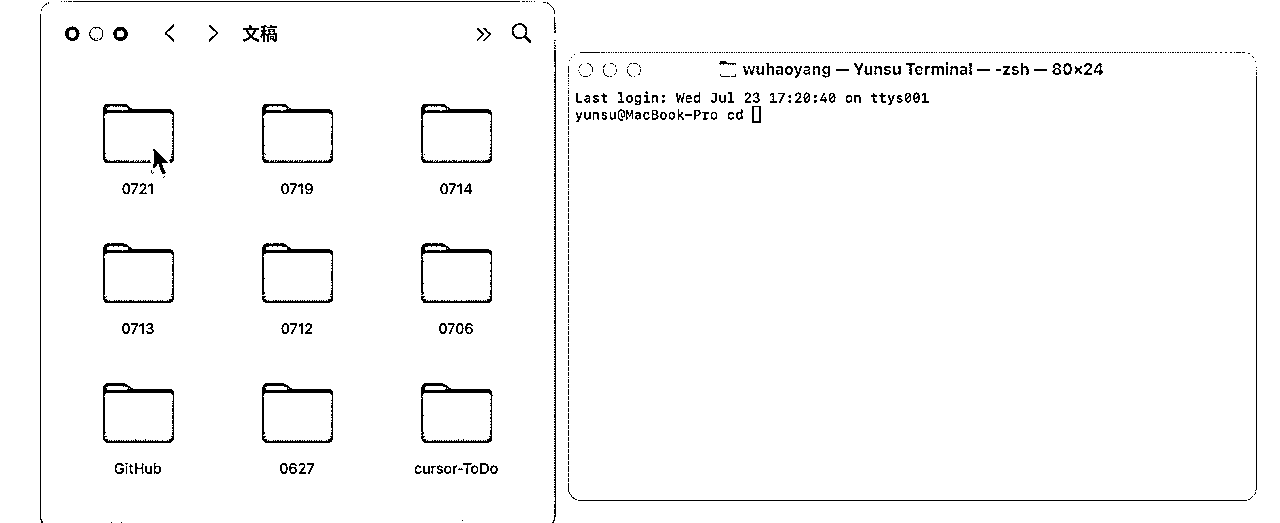 文稿
0721 0719 0714
0713 0712 0706
GitHub 0627 cursor-ToDo
wuhaoyang — Yunsu Terminal — -zsh — 80×24
Last login: Wed Jul 23 17:20:40 on ttys001
yunsu@MacBook-Pro cd